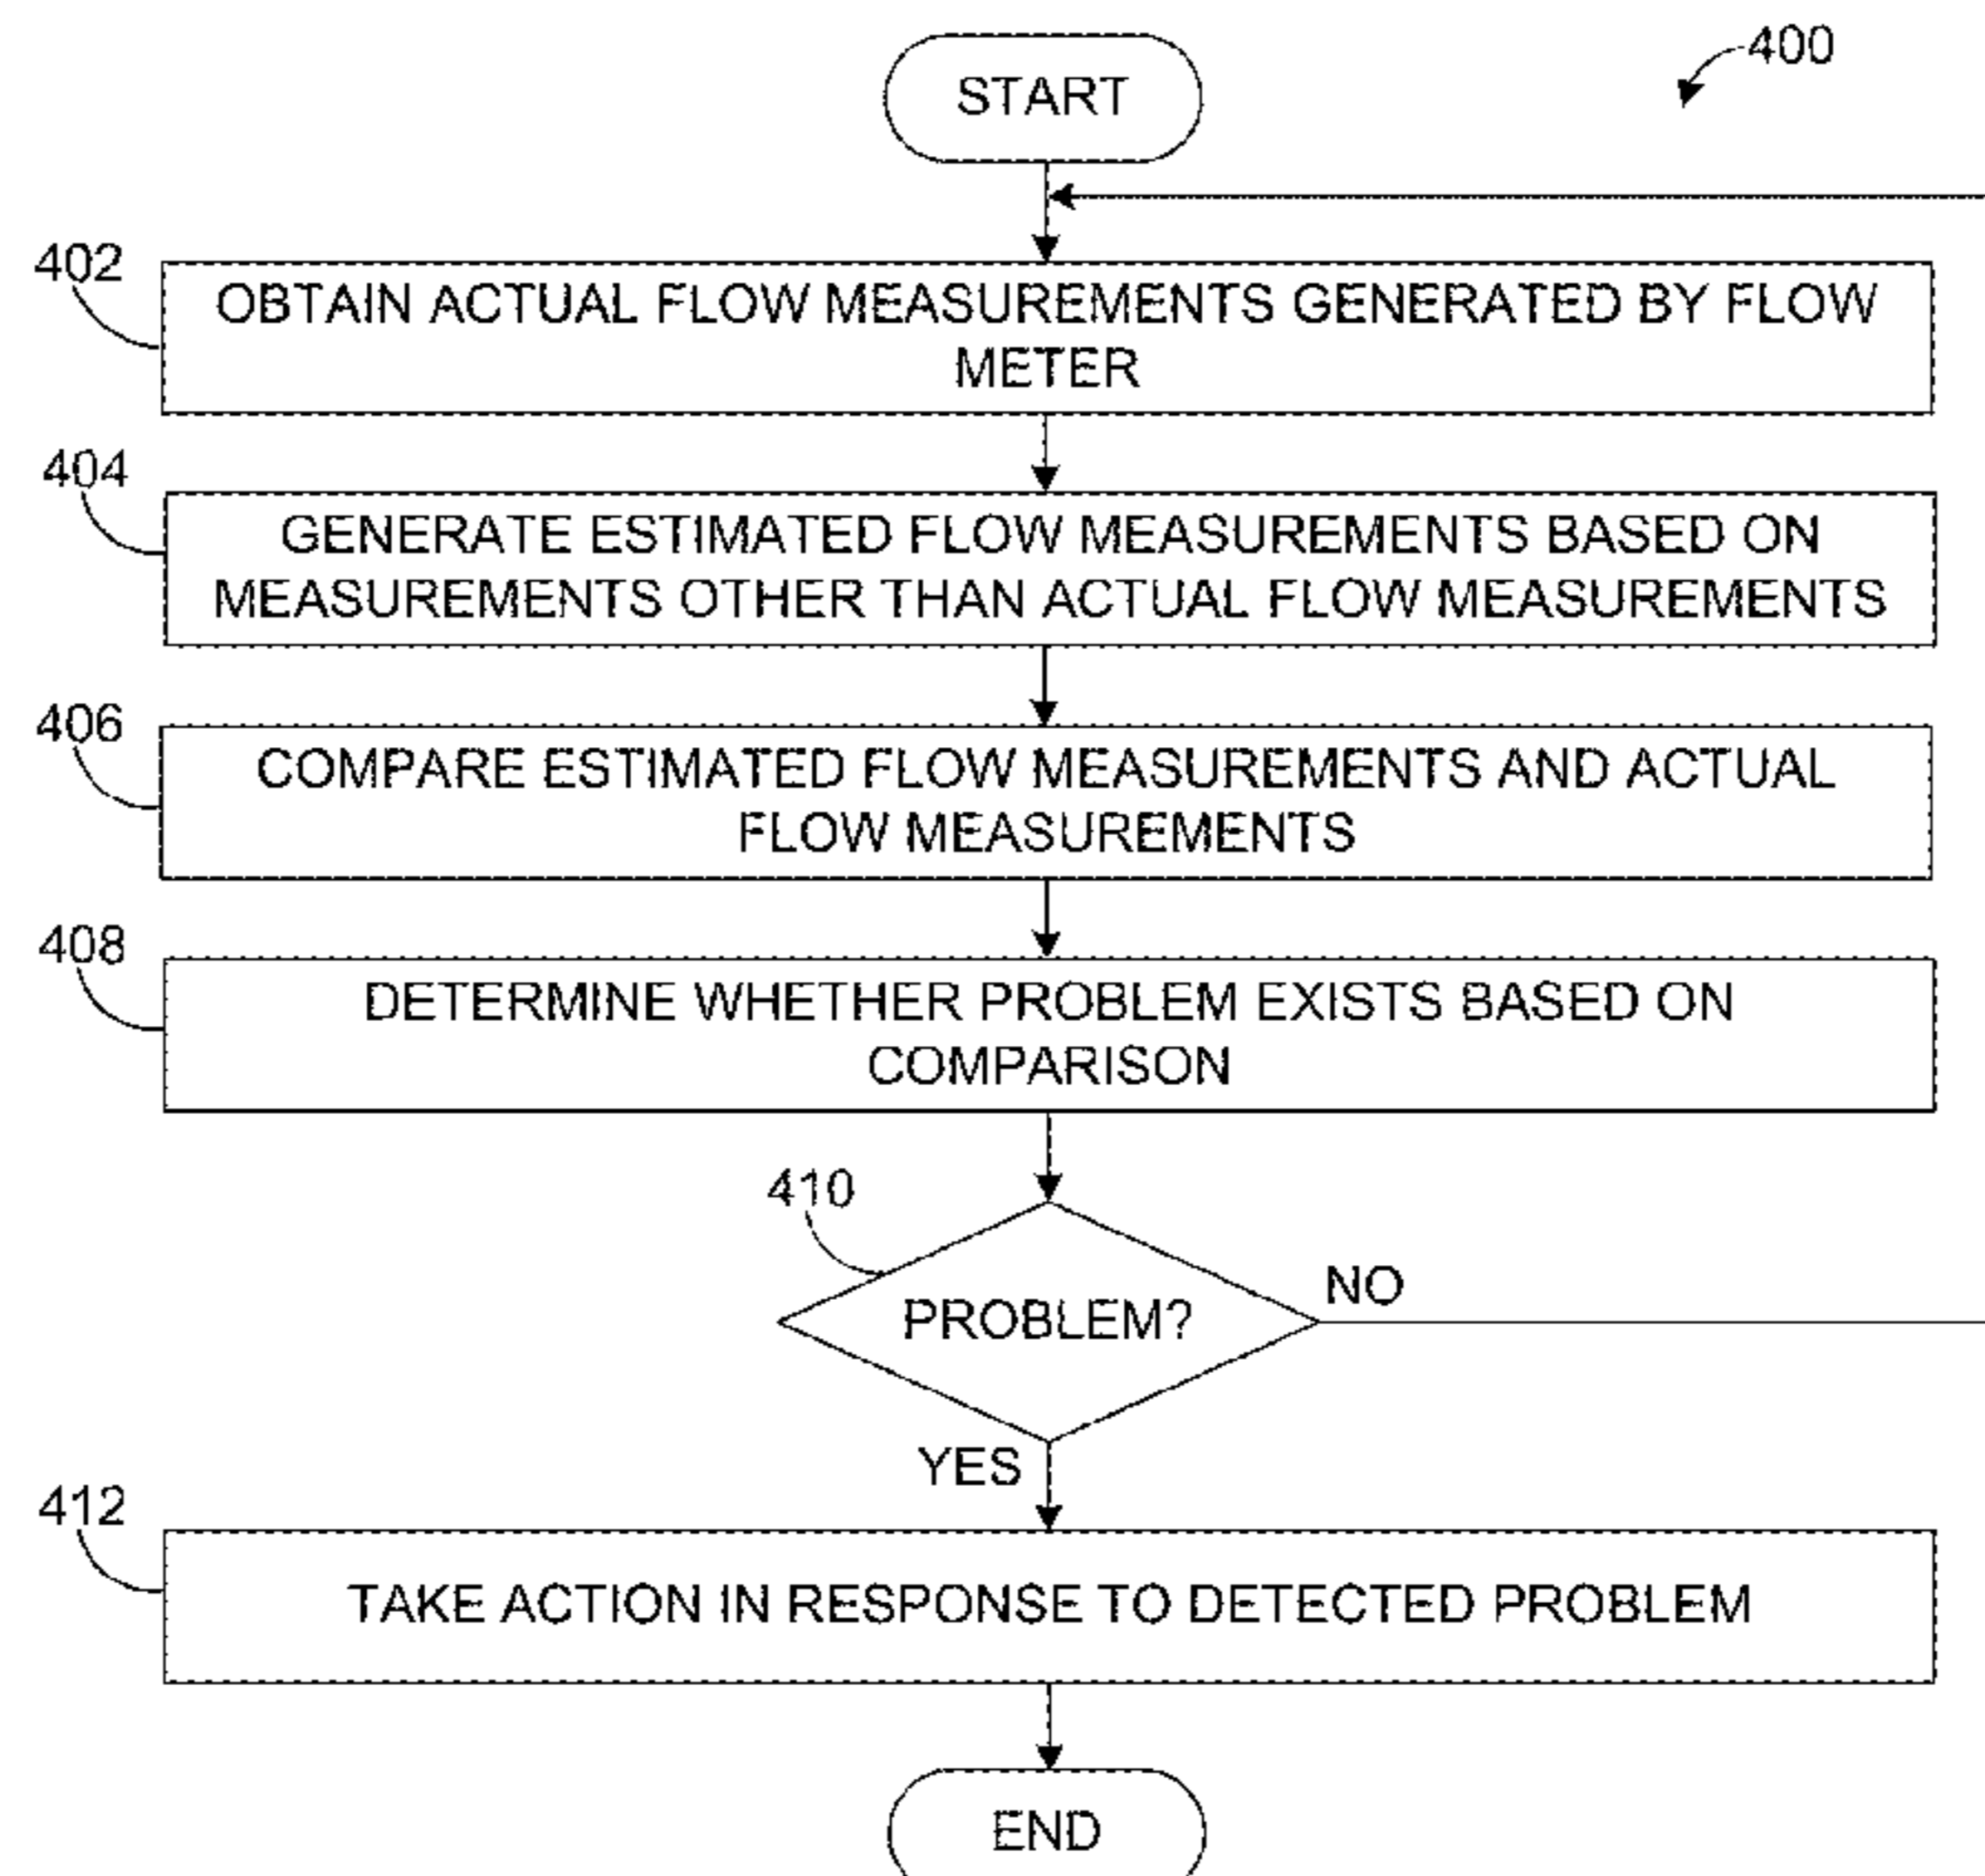 START
400
402
OBTAIN ACTUAL FLOW MEASUREMENTS GENERATED BY FLOW
METER
404
GENERATE ESTIMATED FLOW MEASUREMENTS BASED ON
MEASUREMENTS OTHER THAN ACTUAL FLOW MEASUREMENTS
406
COMPARE ESTIMATED FLOW MEASUREMENTS AND ACTUAL
FLOW MEASUREMENTS
408
DETERMINE WHETHER PROBLEM EXISTS BASED ON
COMPARISON
410
PROBLEM?
NO
YES
412
TAKE ACTION IN RESPONSE TO DETECTED PROBLEM
END